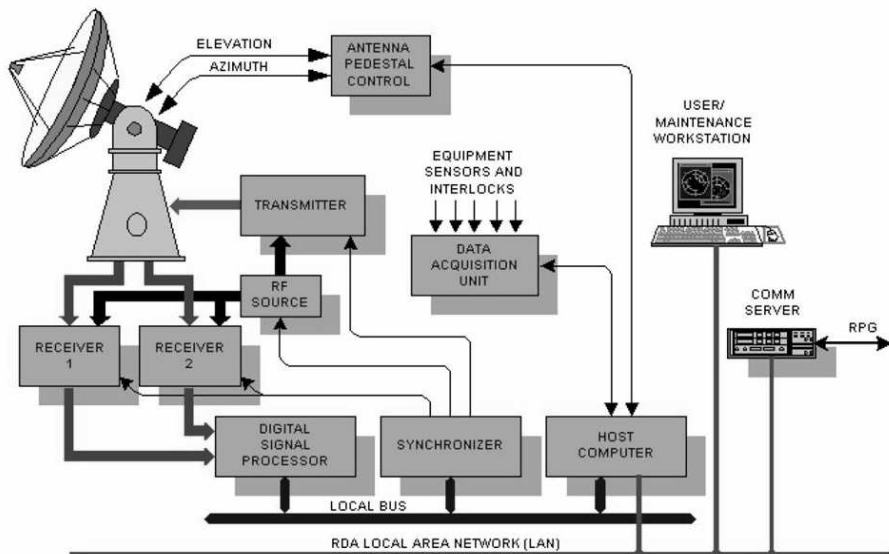 ELEVATION
AZIMUTH
ANTENNA
PEDESTAL
CONTROL
USER/
MAINTENANCE
WORKSTATION
EQUIPMENT
SENSORS AND
INTERLOCKS
TRANSMITTER
DATA
ACQUISITION
UNIT
RF
SOURCE
COMM
SERVER
RPG
RECEIVER
1
RECEIVER
2
DIGITAL
SIGNAL
PROCESSOR
SYNCHRONIZER
HOST
COMPUTER
LOCAL BUS
RDA LOCAL AREA NETWORK (LAN)